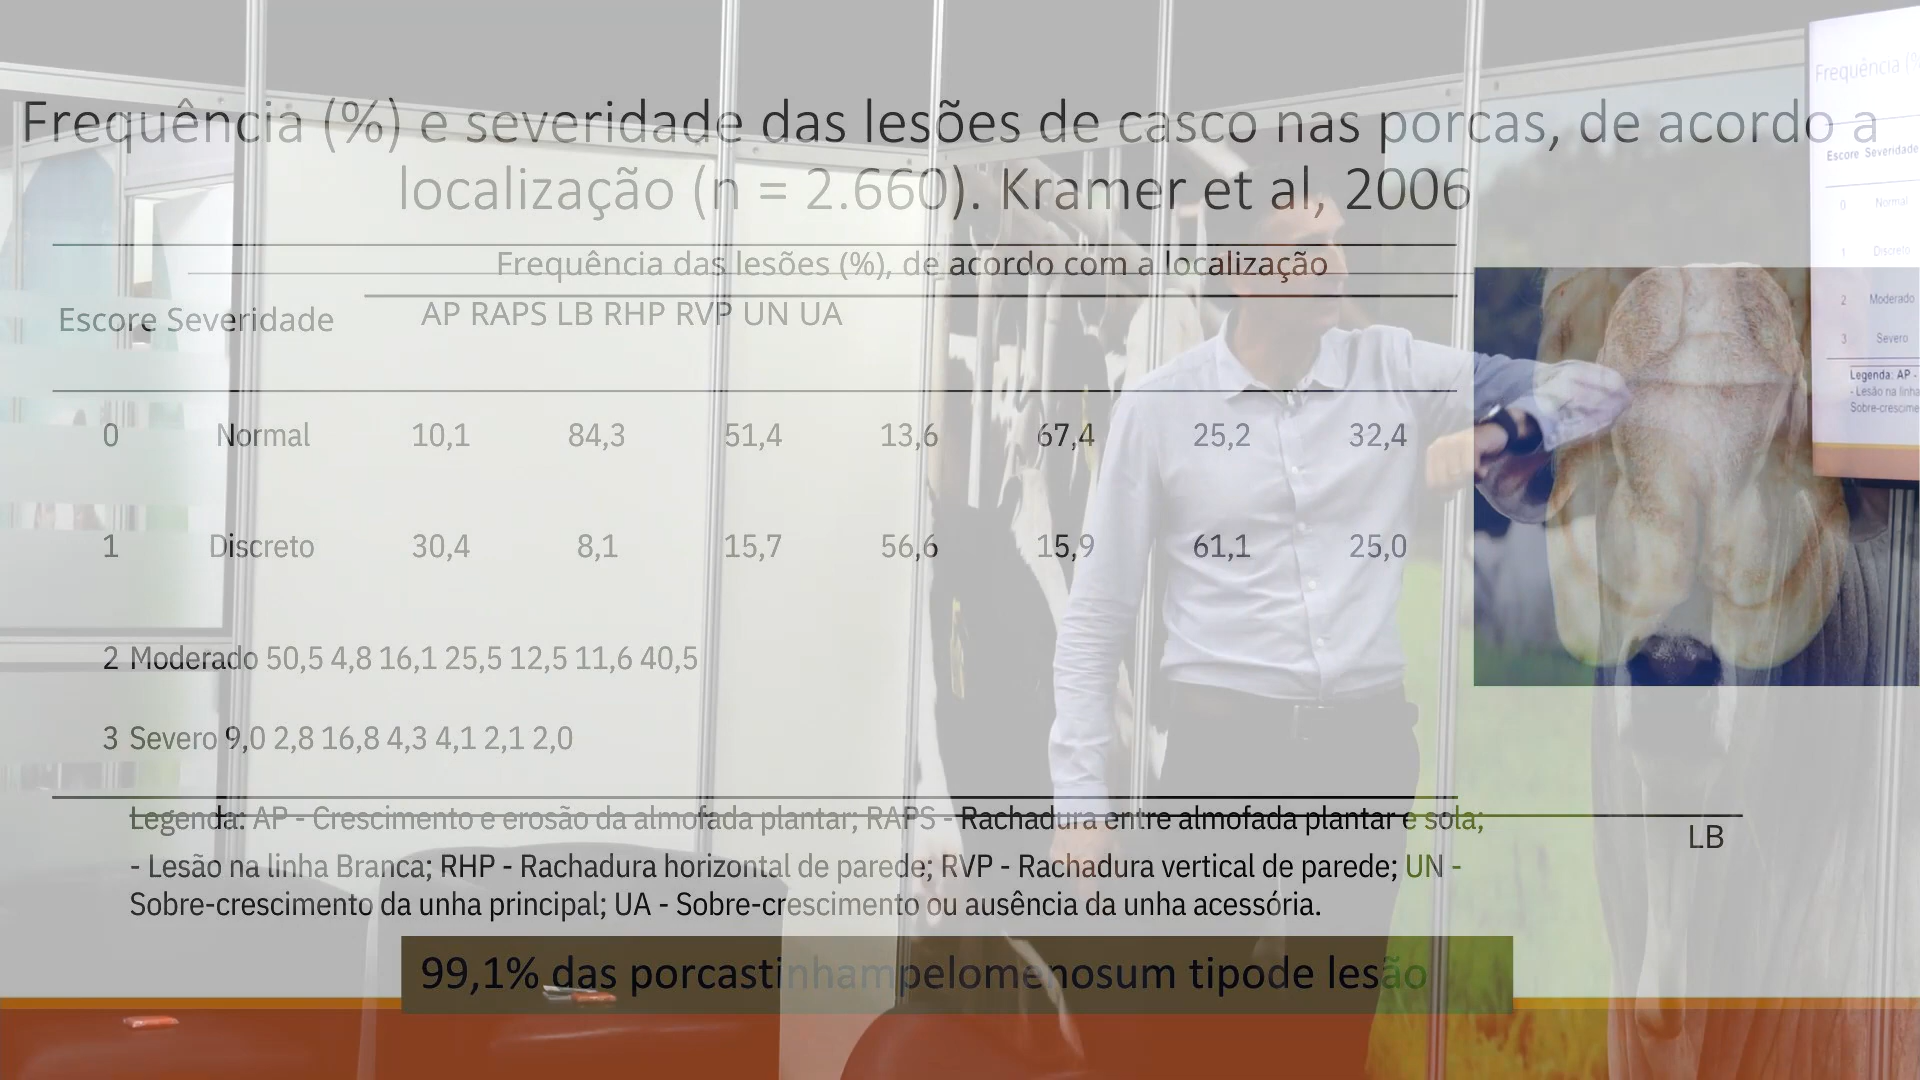 Frequência (%) e severidade das lesões de casco nas porcas, de acordo a
localização (n = 2.660). Kramer et al, 2006
Frequência das lesões (%), de acordo com a localização
Escore Severidade
AP RAPS LB RHP RVP UN UA
0 Normal 10,1 84,3 51,4 13,6 67,4 25,2 32,4
1 Discreto 30,4 8,1 15,7 56,6 15,9 61,1 25,0
2 Moderado 50,5 4,8 16,1 25,5 12,5 11,6 40,5
3 Severo 9,0 2,8 16,8 4,3 4,1 2,1 2,0
Legenda: AP - Crescimento e erosão da almofada plantar; RAPS - Rachadura entre almofada plantar e sola;
LB
- Lesão na linha Branca; RHP - Rachadura horizontal de parede; RVP - Rachadura vertical de parede; UN -
Sobre-crescimento da unha principal; UA - Sobre-crescimento ou ausência da unha acessória.
99,1% das porcastinhampelomenosum tipode lesão
Frequência (%
Escore Severidade
0 Normal
1 Discreto
2 Moderado
3 Severo
Legenda: AP -
- Lesão na linha
Sobre-crescime